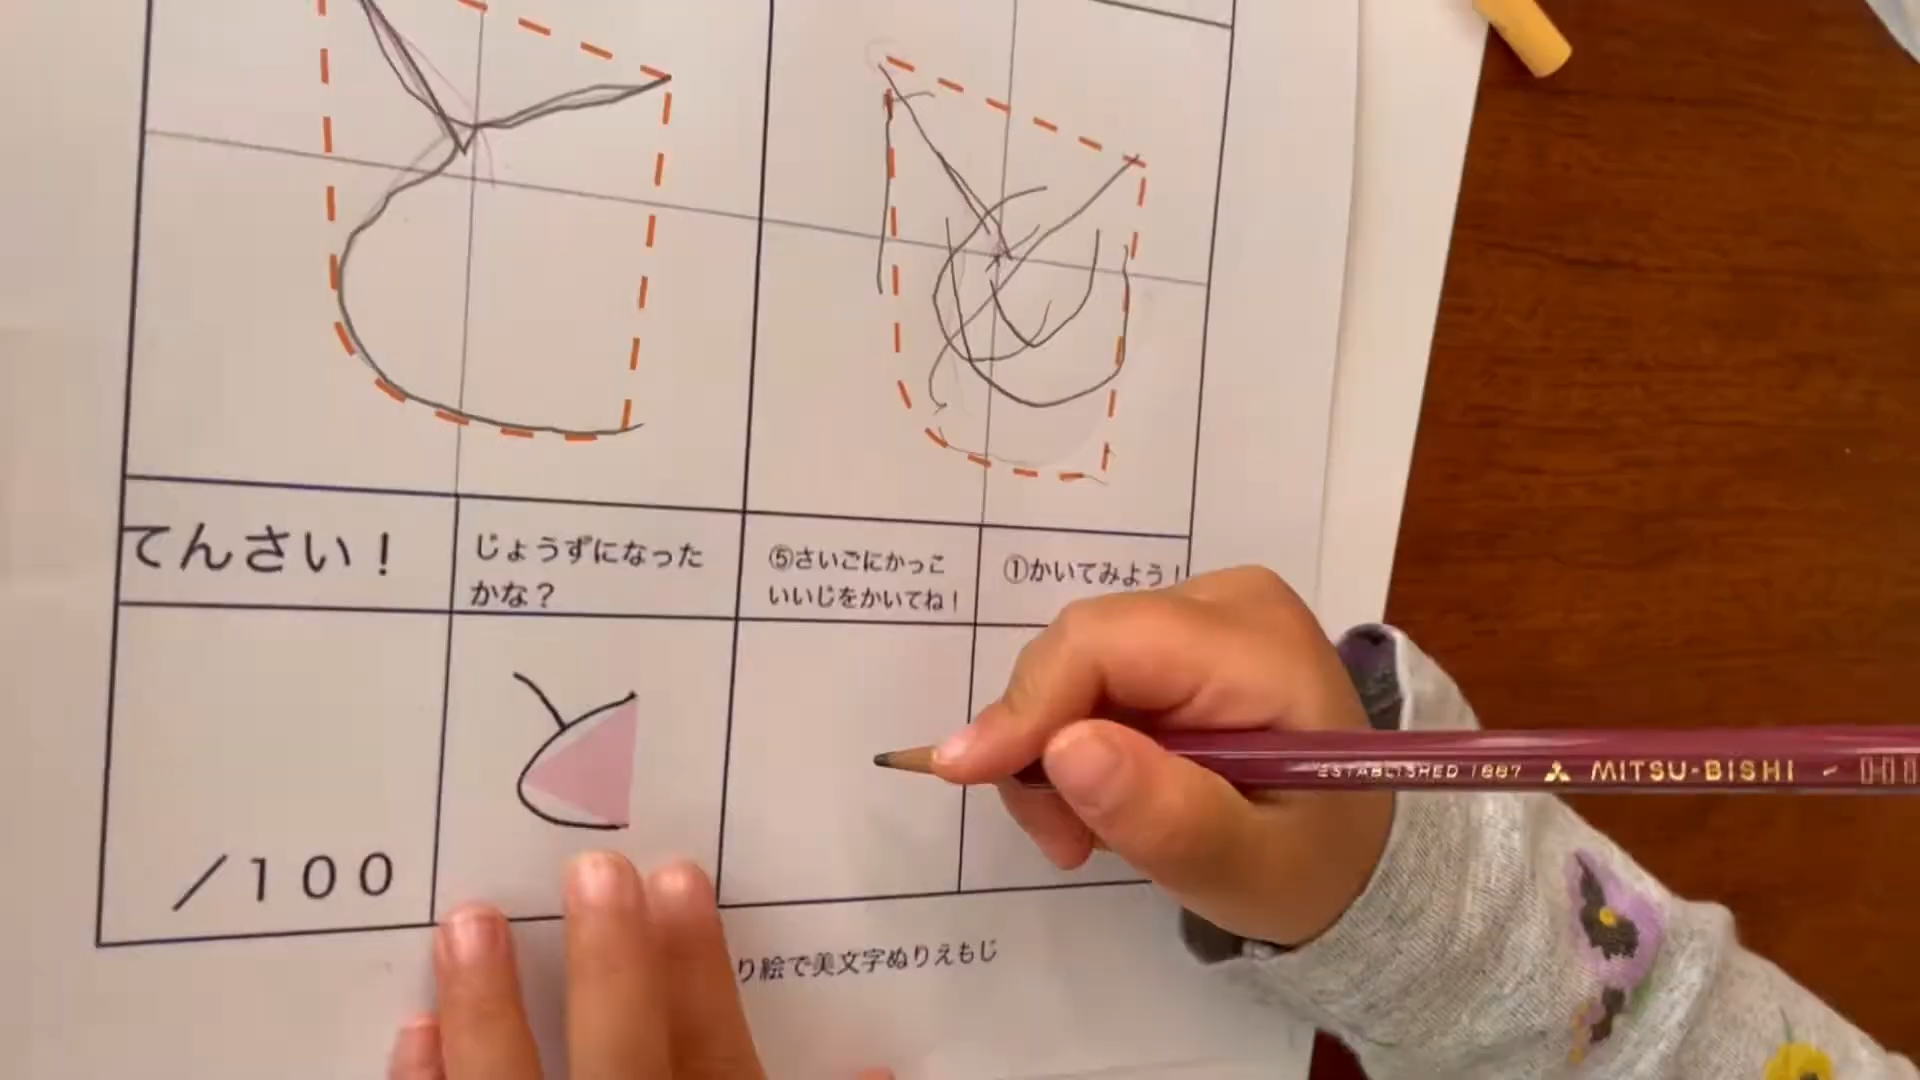 てんさい！
じょうずになった
かな？
⑤さいごにかっこ
いいじをかいてね！
①かいてみよう！
／１００
り絵で美文字ぬりえもじ
ESTABLISHED 1887 MITSU-BISHI